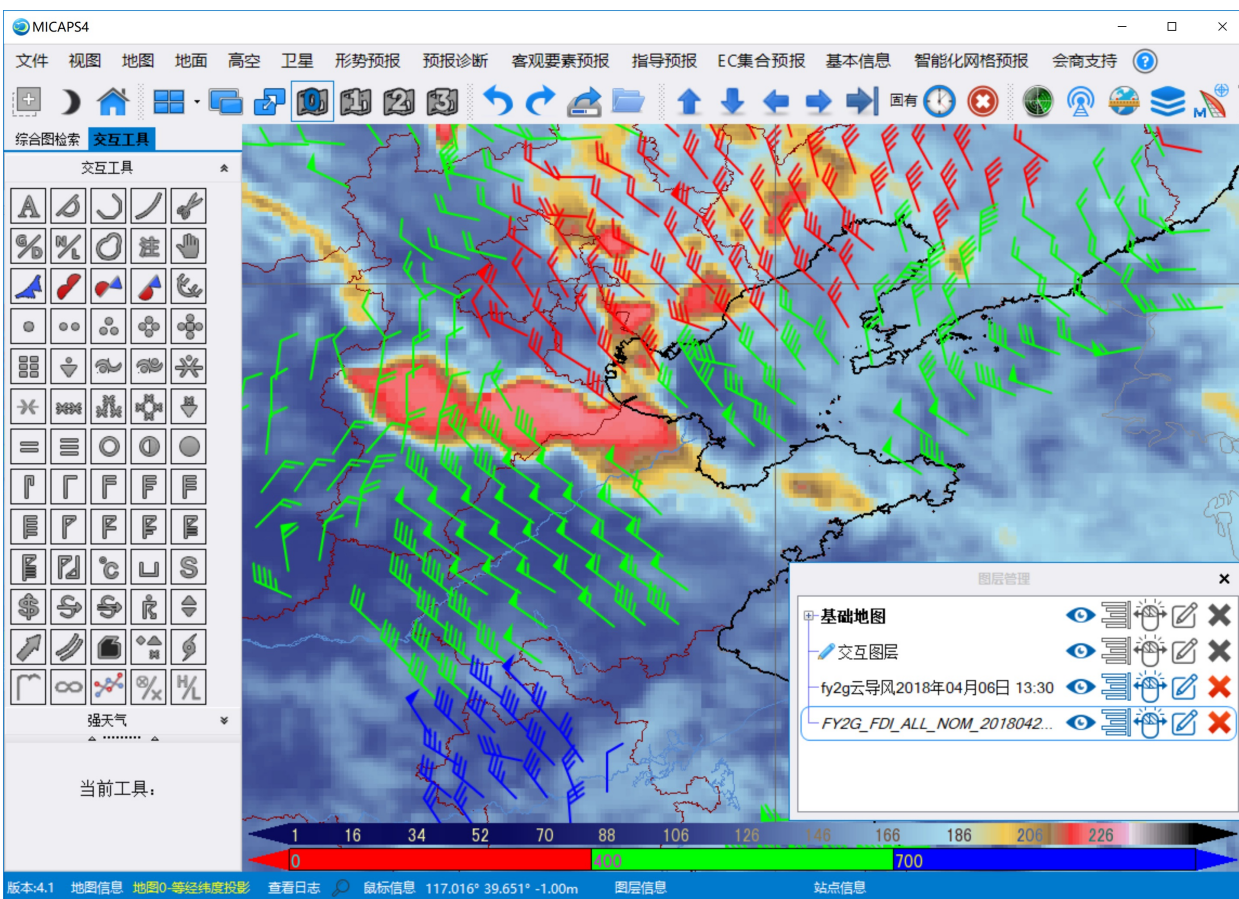 MICAPS4
文件 视图 地图 地面 高空 卫星 形势预报 预报诊断 客观要素预报 指导预报 EC集合预报 基本信息 智能化网格预报 会商支持 ?
0 1 2 3 固有 M
综合图检索 交互工具
交互工具
A
G/D N/L 注
°C S
$ S S R
∞ ⊗/× H/L
强天气
当前工具:
图层管理
基础地图
交互图层
fy2g云导风2018年04月06日 13:30
FY2G_FDI_ALL_NOM_2018042...
1 16 34 52 70 88 106 126 146 166 186 206 226
0 400 700
版本:4.1 地图信息 地图0-等经纬度投影 查看日志 鼠标信息 117.016° 39.651° -1.00m 图层信息 站点信息